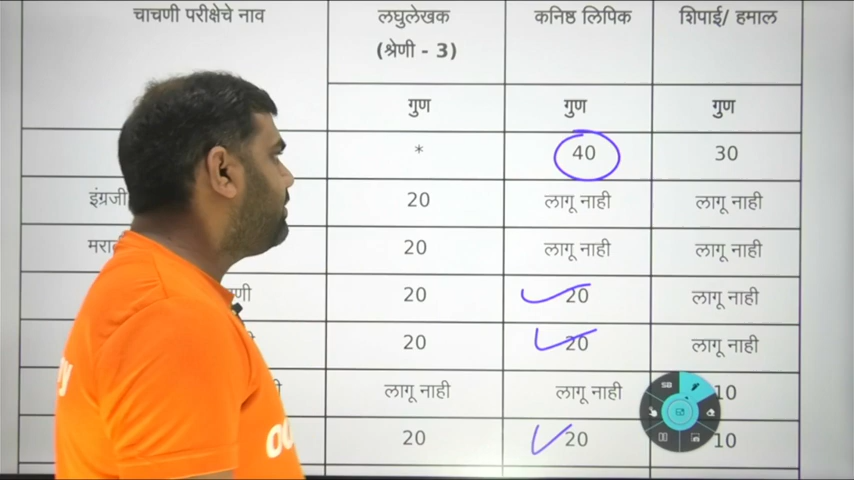 चाचणी परीक्षेचे नाव लघुलेखक कनिष्ठ लिपिक शिपाई/ हमाल
(श्रेणी - 3)
गुण गुण गुण
* 40 30
इंग्रजी 20 लागू नाही लागू नाही
20 लागू नाही लागू नाही
20 20 लागू नाही
20 20 लागू नाही
लागू नाही लागू नाही 10
20 20 10
SB